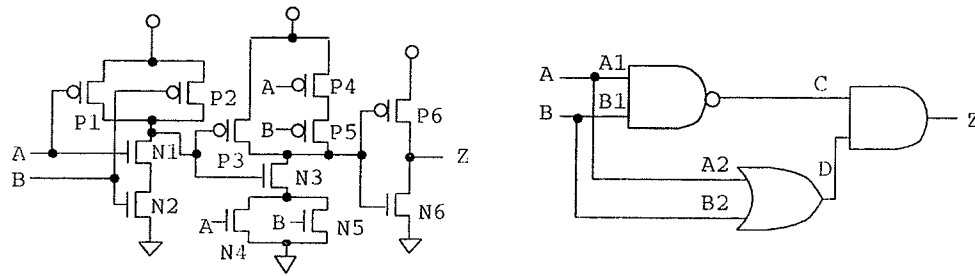 A P4
P2
P1 B P5 P6
A N1 P3 Z
B N3
N2 A B N5 N6
N4
A A1 C
B B1 Z
A2 D
B2